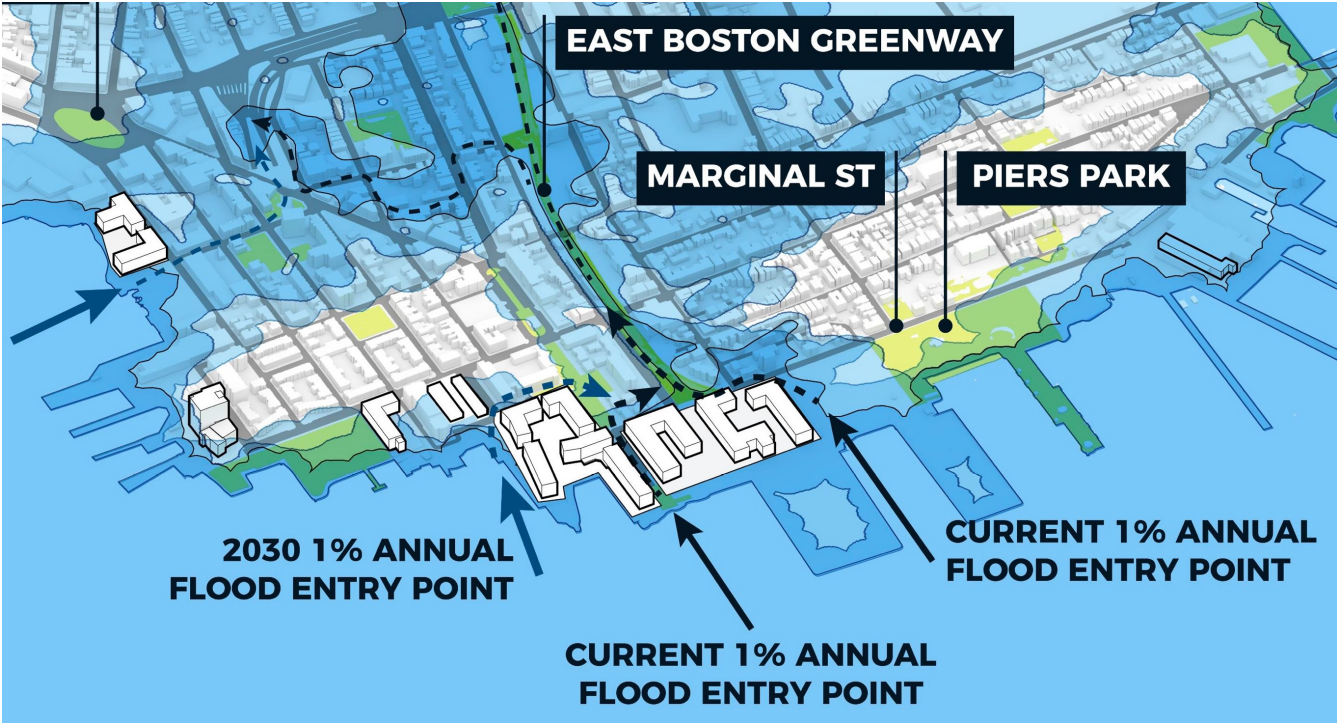 EAST BOSTON GREENWAY
MARGINAL ST
PIERS PARK
2030 1% ANNUAL
FLOOD ENTRY POINT
CURRENT 1% ANNUAL
FLOOD ENTRY POINT
CURRENT 1% ANNUAL
FLOOD ENTRY POINT